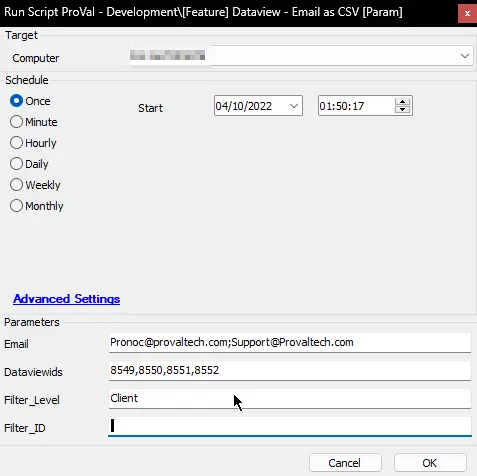 Run Script ProVal - Development\[Feature] Dataview - Email as CSV [Param]
Target
Computer
Schedule
Once
Start 04/10/2022 01:50:17
Minute
Hourly
Daily
Weekly
Monthly
Advanced Settings
Parameters
Email Pronoc@provaltech.com;Support@Provaltech.com
Dataviewids 8549,8550,8551,8552
Filter_Level Client
Filter_ID
Cancel OK